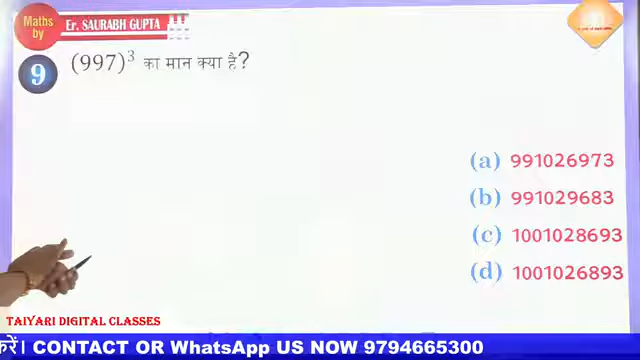 Maths
by
Er. SAURABH GUPTA
9
(997)³ का मान क्या है?
(a) 991026973
(b) 991029683
(c) 1001028693
(d) 1001026893
TAIYARI DIGITAL CLASSES
करें। CONTACT OR WhatsApp US NOW 9794665300